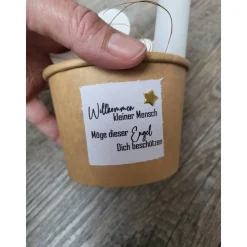 Willkommen
kleiner Mensch
Möge dieser Engel
Dich beschützen